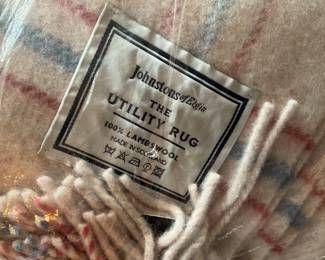 Johnstons of Elgin
THE
UTILITY RUG
100% LAMBSWOOL
MADE IN SCOTLAND